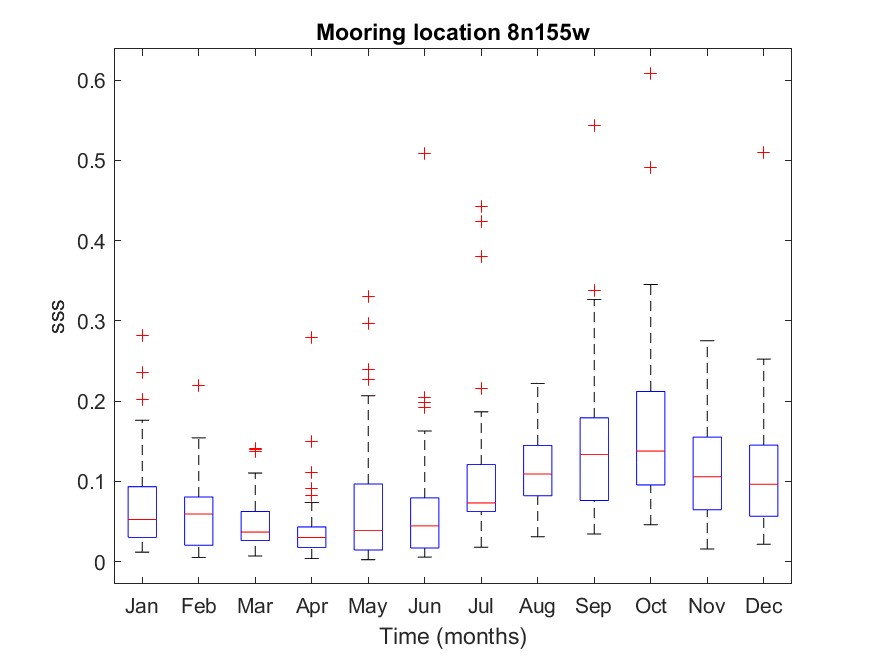 Mooring location 8n155w
0.6
0.5
0.4
0.3
0.2
0.1
0
sss
Jan Feb Mar Apr May Jun Jul Aug Sep Oct Nov Dec
Time (months)